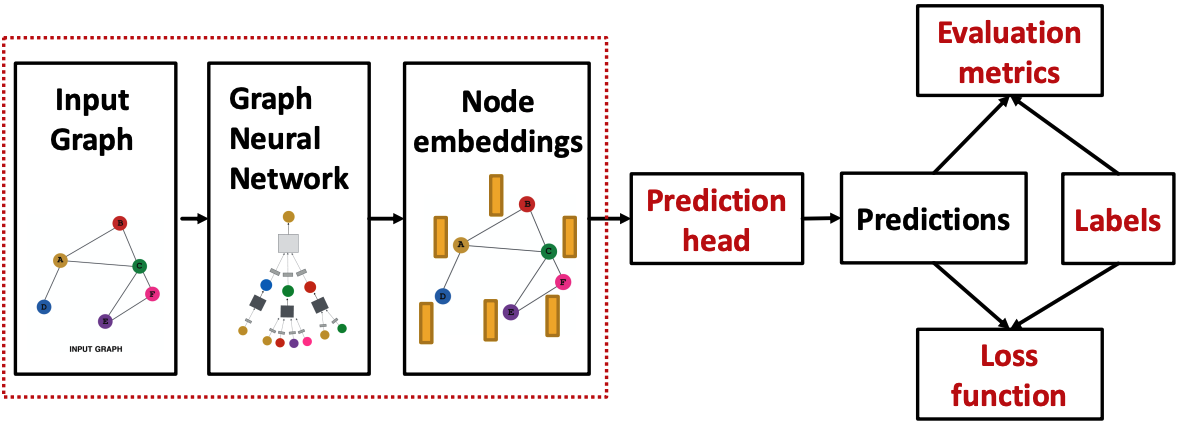 Input
Graph
B
A
C
F
D
E
INPUT GRAPH
Graph
Neural
Network
Node
embeddings
B
A
C
F
D
E
Prediction
head
Predictions
Labels
Evaluation
metrics
Loss
function